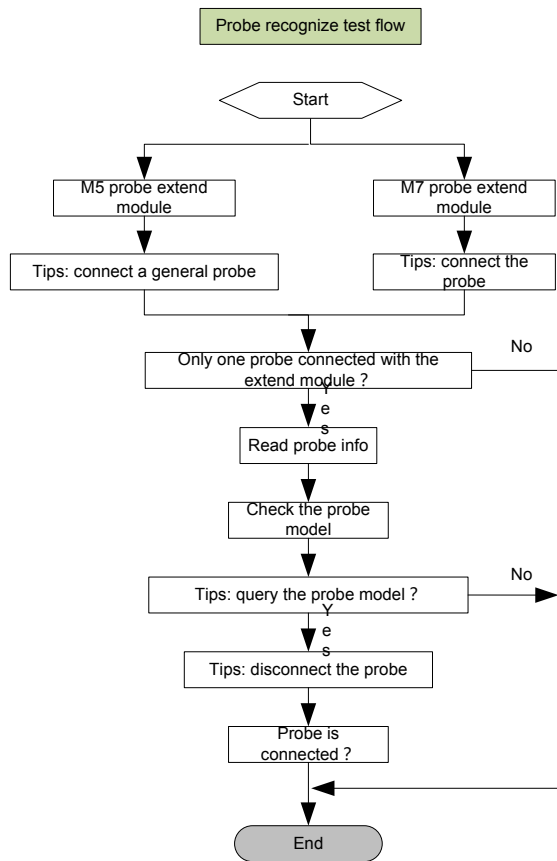 Probe recognize test flow
Start
M5 probe extend
module
M7 probe extend
module
Tips: connect a general probe
Tips: connect the
probe
Only one probe connected with the
extend module？
No
Y
e
s
Read probe info
Check the probe
model
Tips: query the probe model？
No
Y
e
s
Tips: disconnect the probe
Probe is
connected？
End